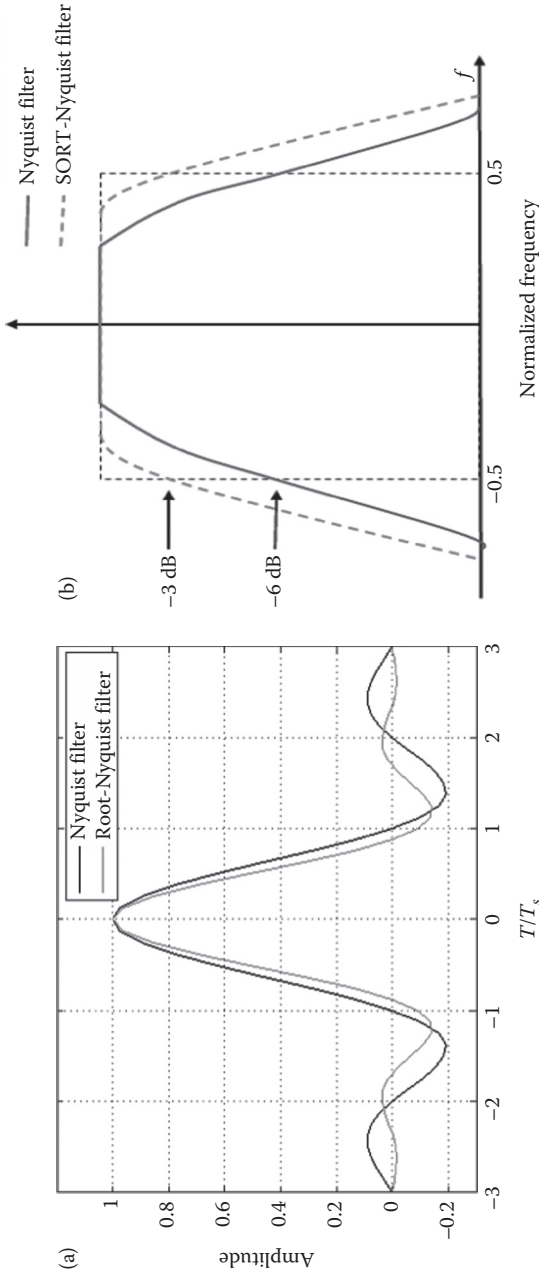 (a)
Amplitude
1
0.8
0.6
0.4
0.2
0
−0.2
−3
−2
−1
0
1
2
3
T/Ts
Nyquist filter
Root-Nyquist filter
(b)
−3 dB
−6 dB
−0.5
0.5
f
Normalized frequency
Nyquist filter
SORT-Nyquist filter